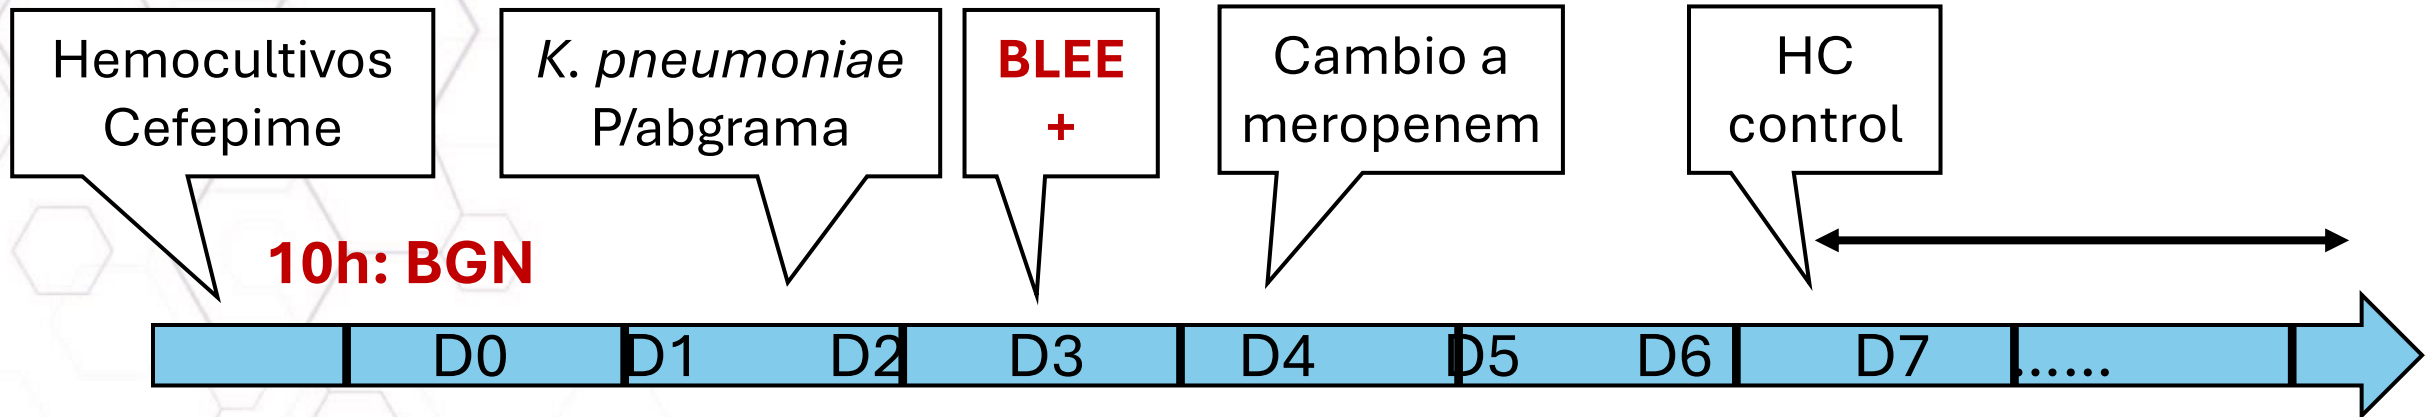 Hemocultivos
Cefepime
K. pneumoniae
P/abgrama
BLEE
+
Cambio a
meropenem
HC
control
10h: BGN
D0 D1 D2 D3 D4 D5 D6 D7 ......